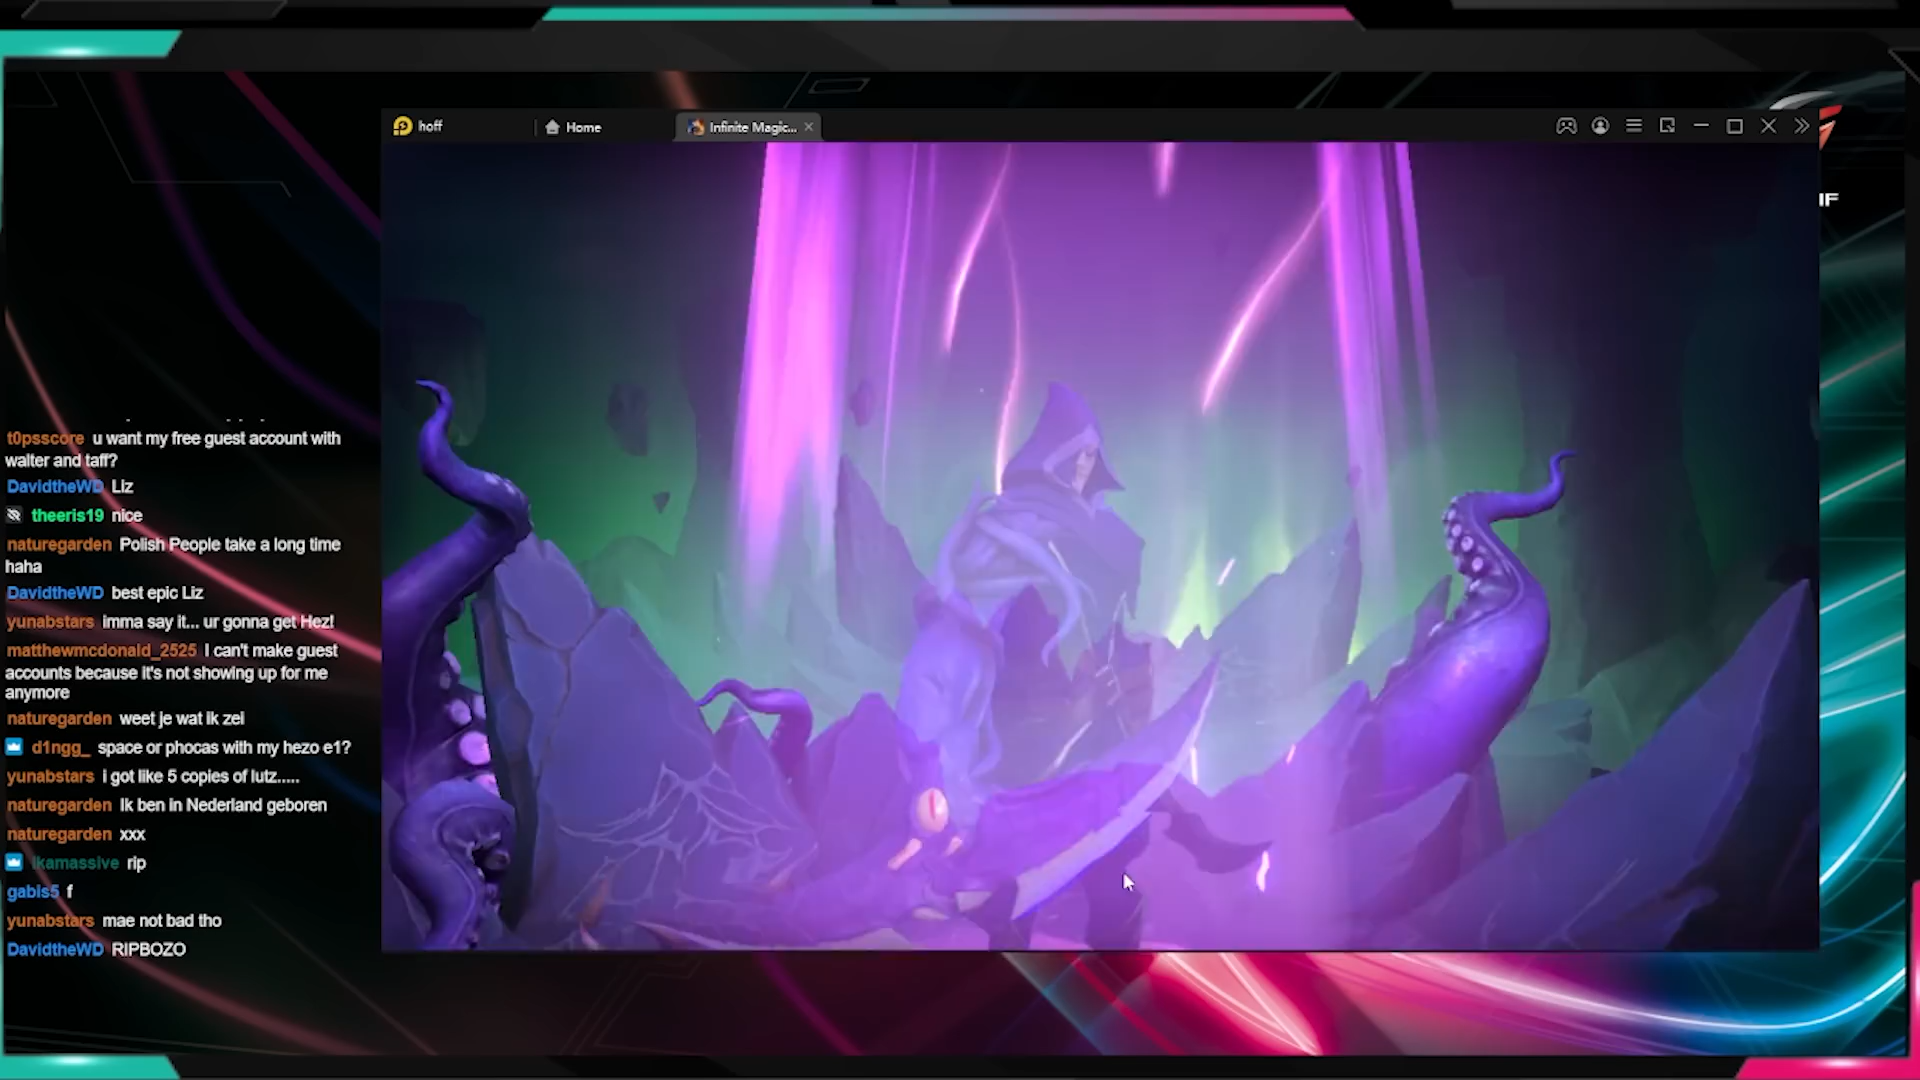 hoff
Home
Infinite Magic...
IF
t0psscore u want my free guest account with
walter and taff?
DavidtheWD Liz
theeris19 nice
naturegarden Polish People take a long time
haha
DavidtheWD best epic Liz
yunabstars imma say it... ur gonna get Hez!
matthewmcdonald_2525 I can't make guest
accounts because it's not showing up for me
anymore
naturegarden weet je wat ik zei
d1ngg_ space or phocas with my hezo e1?
yunabstars i got like 5 copies of lutz.....
naturegarden Ik ben in Nederland geboren
naturegarden xxx
ikamassive rip
gabis5 f
yunabstars mae not bad tho
DavidtheWD RIPBOZO